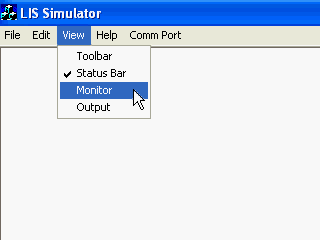 LIS Simulator
File Edit View Help Comm Port
Toolbar
Status Bar
Monitor
Output